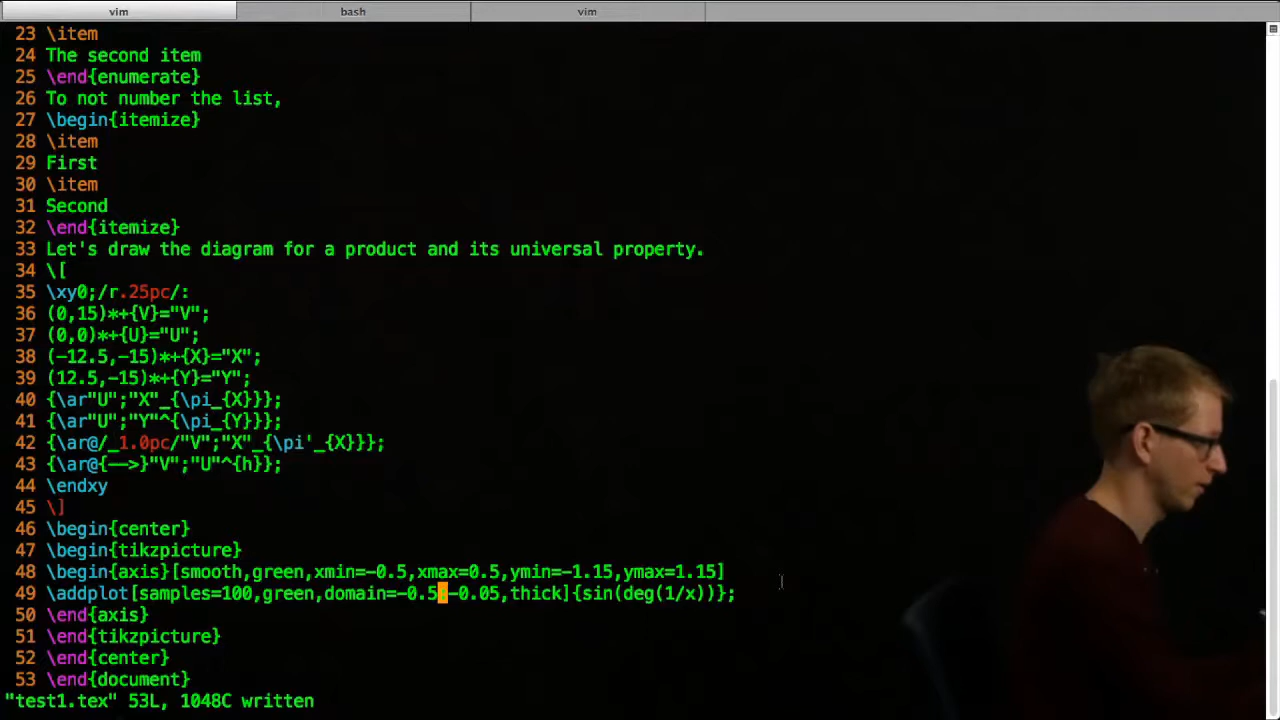 vim bash vim
23 \item
24 The second item
25 \end{enumerate}
26 To not number the list,
27 \begin{itemize}
28 \item
29 First
30 \item
31 Second
32 \end{itemize}
33 Let's draw the diagram for a product and its universal property.
34 \[
35 \xy0;/r.25pc/:
36 (0,15)*+{V}="V";
37 (0,0)*+{U}="U";
38 (-12.5,-15)*+{X}="X";
39 (12.5,-15)*+{Y}="Y";
40 {\ar"U";"X"_{\pi_{X}}};
41 {\ar"U";"Y"^{\pi_{Y}}};
42 {\ar@/_1.0pc/"V";"X"_{\pi'_{X}}};
43 {\ar@{-->}"V";"U"^{h}};
44 \endxy
45 \]
46 \begin{center}
47 \begin{tikzpicture}
48 \begin{axis}[smooth,green,xmin=-0.5,xmax=0.5,ymin=-1.15,ymax=1.15]
49 \addplot[samples=100,green,domain=-0.5:-0.05,thick]{sin(deg(1/x))};
50 \end{axis}
51 \end{tikzpicture}
52 \end{center}
53 \end{document}
"test1.tex" 53L, 1048C written